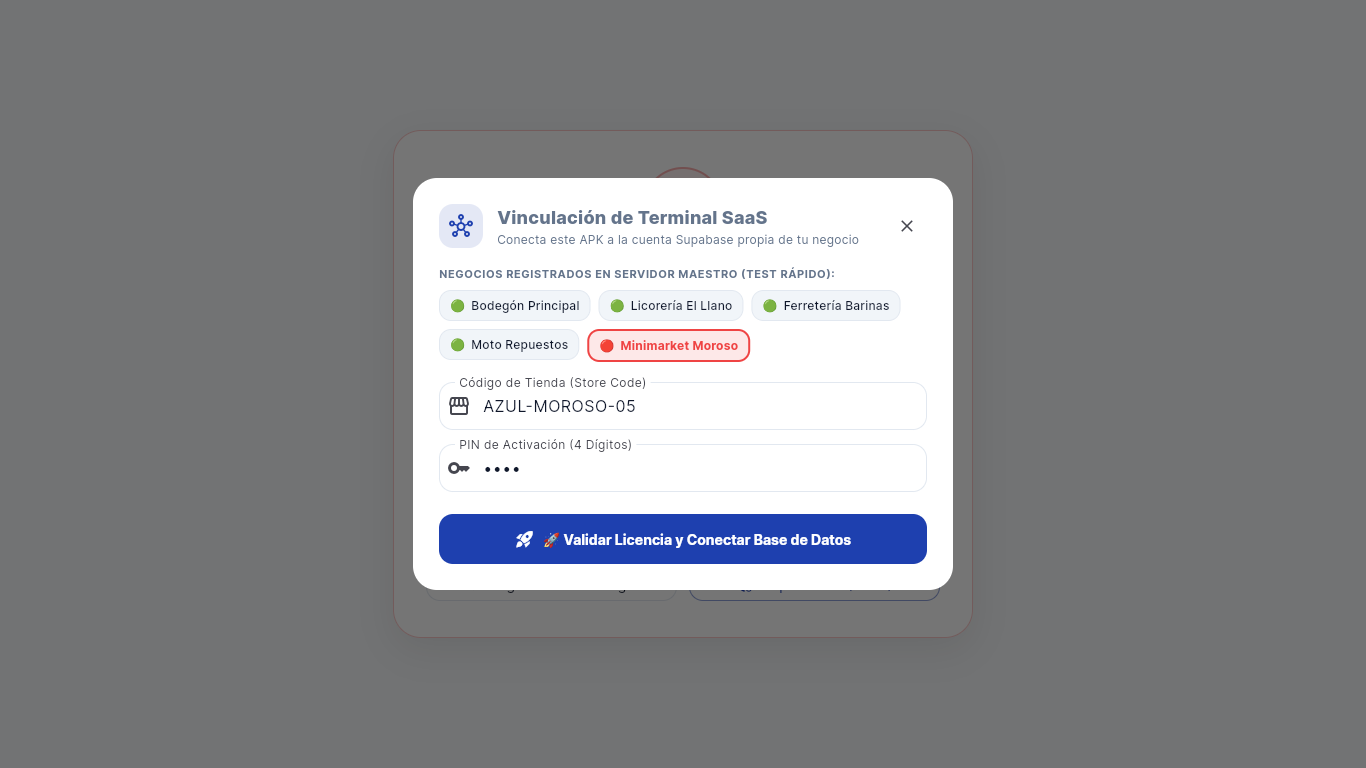 Vinculación de Terminal SaaS
Conecta este APK a la cuenta Supabase propia de tu negocio
NEGOCIOS REGISTRADOS EN SERVIDOR MAESTRO (TEST RÁPIDO):
🟢 Bodegón Principal
🟢 Licorería El Llano
🟢 Ferretería Barinas
🟢 Moto Repuestos
🔴 Minimarket Moroso
Código de Tienda (Store Code)
AZUL-MOROSO-05
PIN de Activación (4 Dígitos)
••••
🚀 Validar Licencia y Conectar Base de Datos